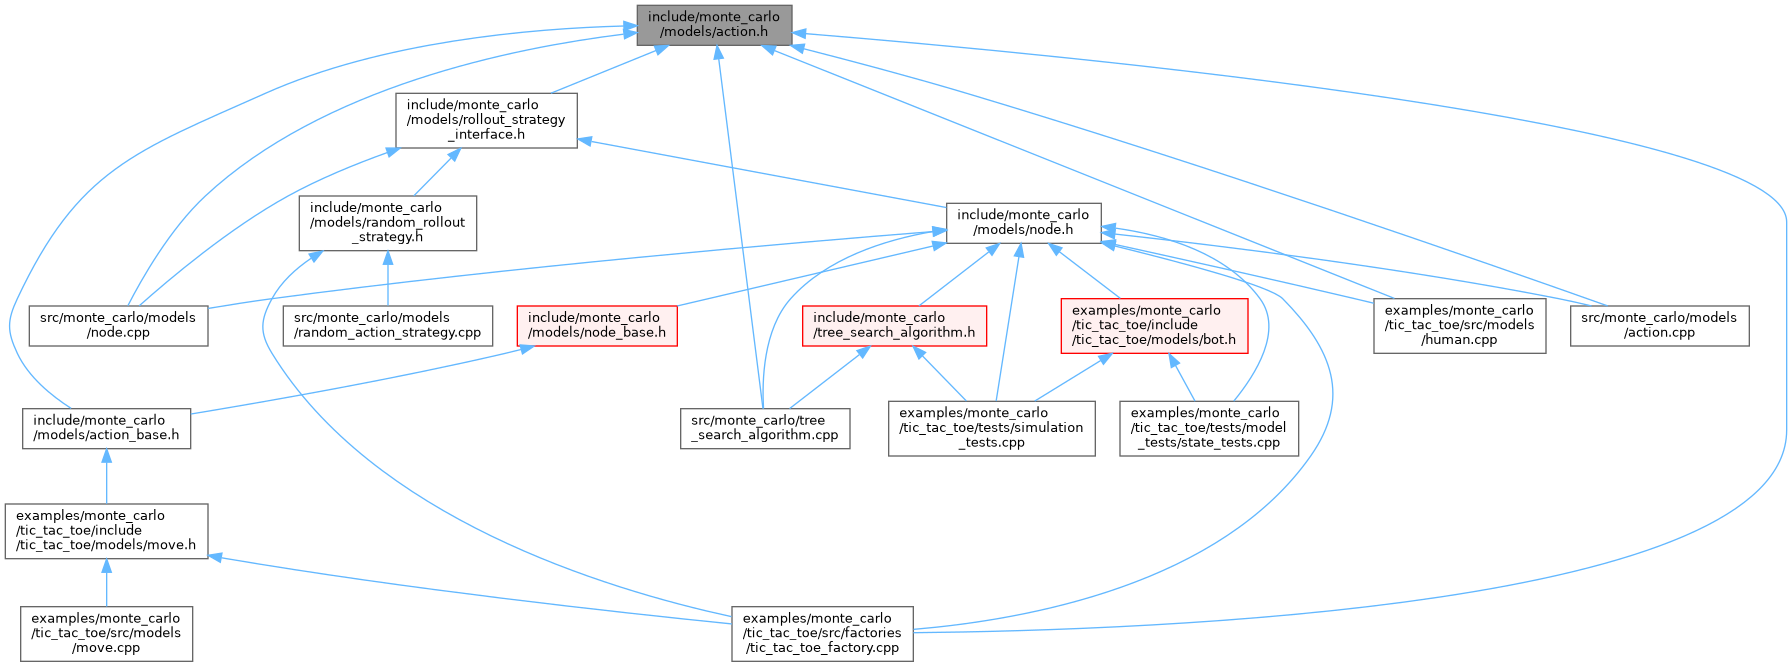 include/monte_carlo
/models/action.h
include/monte_carlo
/models/rollout_strategy
_interface.h
include/monte_carlo
/models/random_rollout
_strategy.h
include/monte_carlo
/models/node.h
src/monte_carlo/models
/node.cpp
src/monte_carlo/models
/random_action_strategy.cpp
include/monte_carlo
/models/node_base.h
include/monte_carlo
/tree_search_algorithm.h
examples/monte_carlo
/tic_tac_toe/include
/tic_tac_toe/models/bot.h
examples/monte_carlo
/tic_tac_toe/src/models
/human.cpp
src/monte_carlo/models
/action.cpp
include/monte_carlo
/models/action_base.h
src/monte_carlo/tree
_search_algorithm.cpp
examples/monte_carlo
/tic_tac_toe/tests/simulation
_tests.cpp
examples/monte_carlo
/tic_tac_toe/tests/model
_tests/state_tests.cpp
examples/monte_carlo
/tic_tac_toe/include
/tic_tac_toe/models/move.h
examples/monte_carlo
/tic_tac_toe/src/models
/move.cpp
examples/monte_carlo
/tic_tac_toe/src/factories
/tic_tac_toe_factory.cpp